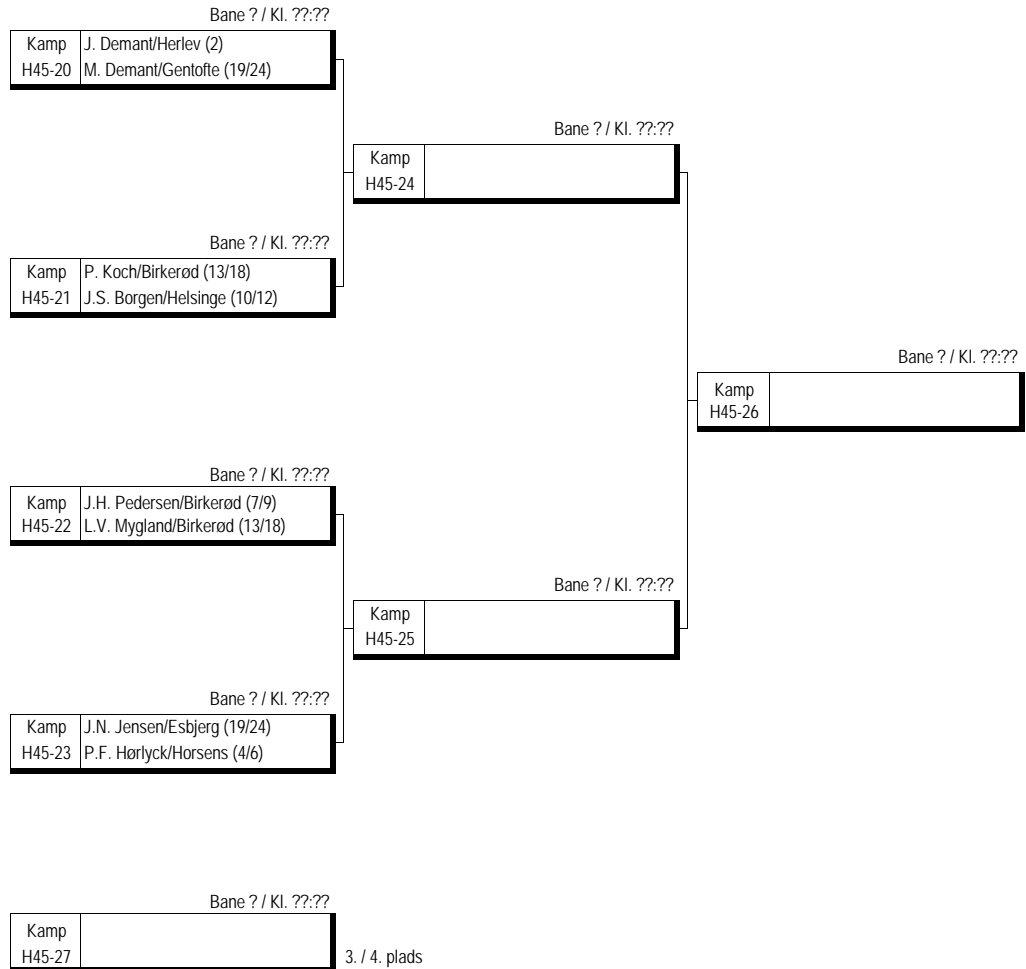 Bane ? / Kl. ??:??
Kamp J. Demant/Herlev (2)
H45-20 M. Demant/Gentofte (19/24)
Bane ? / Kl. ??:??
Kamp
H45-24
Bane ? / Kl. ??:??
Kamp P. Koch/Birkerød (13/18)
H45-21 J.S. Borgen/Helsinge (10/12)
Bane ? / Kl. ??:??
Kamp
H45-26
Bane ? / Kl. ??:??
Kamp J.H. Pedersen/Birkerød (7/9)
H45-22 L.V. Mygland/Birkerød (13/18)
Bane ? / Kl. ??:??
Kamp
H45-25
Bane ? / Kl. ??:??
Kamp J.N. Jensen/Esbjerg (19/24)
H45-23 P.F. Hørlyck/Horsens (4/6)
Bane ? / Kl. ??:??
Kamp
H45-27 3. / 4. plads